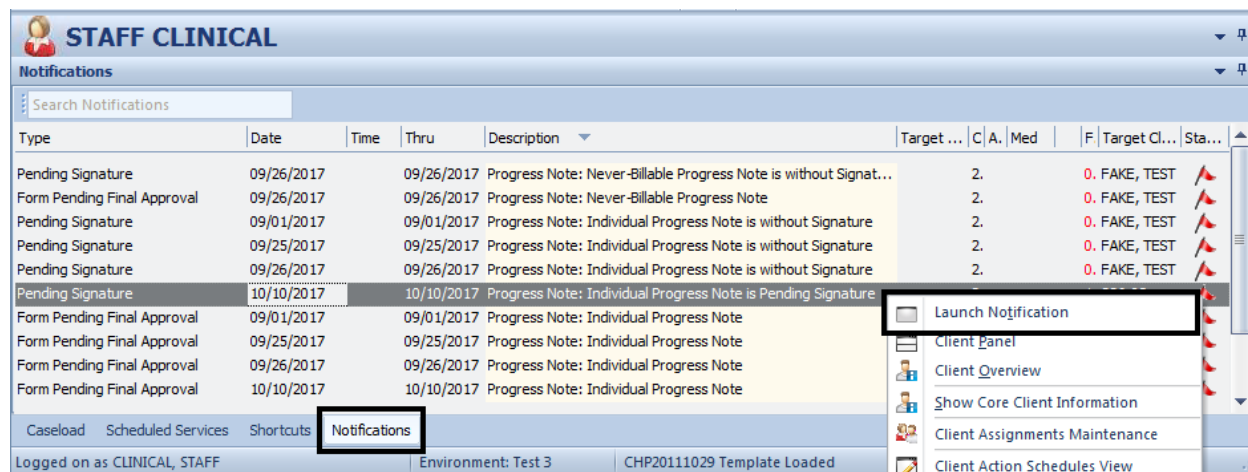 STAFF CLINICAL
Notifications
Search Notifications
Type Date Time Thru Description Target ... C A. Med F Target Cl... Sta...
Pending Signature 09/26/2017 09/26/2017 Progress Note: Never-Billable Progress Note is without Signat... 2. 0. FAKE, TEST
Form Pending Final Approval 09/26/2017 09/26/2017 Progress Note: Never-Billable Progress Note 2. 0. FAKE, TEST
Pending Signature 09/01/2017 09/01/2017 Progress Note: Individual Progress Note is without Signature 2. 0. FAKE, TEST
Pending Signature 09/25/2017 09/25/2017 Progress Note: Individual Progress Note is without Signature 2. 0. FAKE, TEST
Pending Signature 09/26/2017 09/26/2017 Progress Note: Individual Progress Note is without Signature 2. 0. FAKE, TEST
Pending Signature 10/10/2017 10/10/2017 Progress Note: Individual Progress Note is Pending Signature
Form Pending Final Approval 09/01/2017 09/01/2017 Progress Note: Individual Progress Note
Form Pending Final Approval 09/25/2017 09/25/2017 Progress Note: Individual Progress Note
Form Pending Final Approval 09/26/2017 09/26/2017 Progress Note: Individual Progress Note
Form Pending Final Approval 10/10/2017 10/10/2017 Progress Note: Individual Progress Note
Launch Notification
Client Panel
Client Overview
Show Core Client Information
Client Assignments Maintenance
Client Action Schedules View
Caseload Scheduled Services Shortcuts Notifications
Logged on as CLINICAL, STAFF Environment: Test 3 CHP20111029 Template Loaded